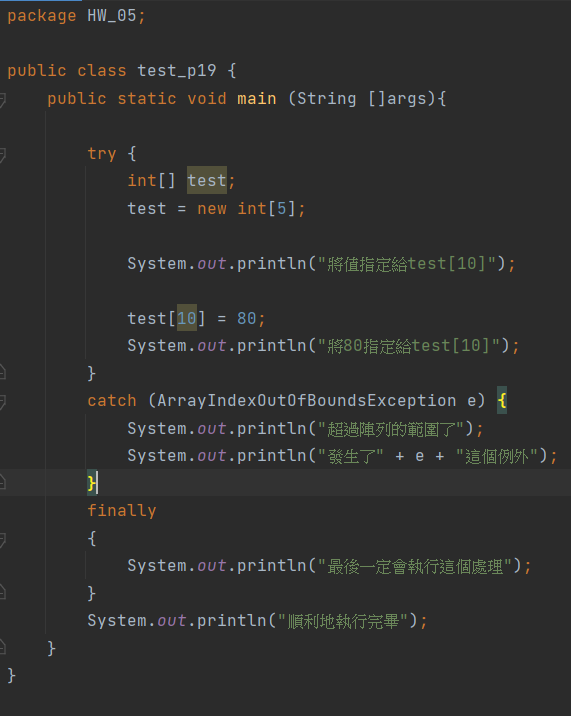 package HW_05;
public class test_p19 {
public static void main (String []args){
try {
int[] test;
test = new int[5];
System.out.println("將值指定給test[10]");
test[10] = 80;
System.out.println("將80指定給test[10]");
}
catch (ArrayIndexOutOfBoundsException e) {
System.out.println("超過陣列的範圍了");
System.out.println("發生了" + e + "這個例外");
}
finally
{
System.out.println("最後一定會執行這個處理");
}
System.out.println("順利地執行完畢");
}
}